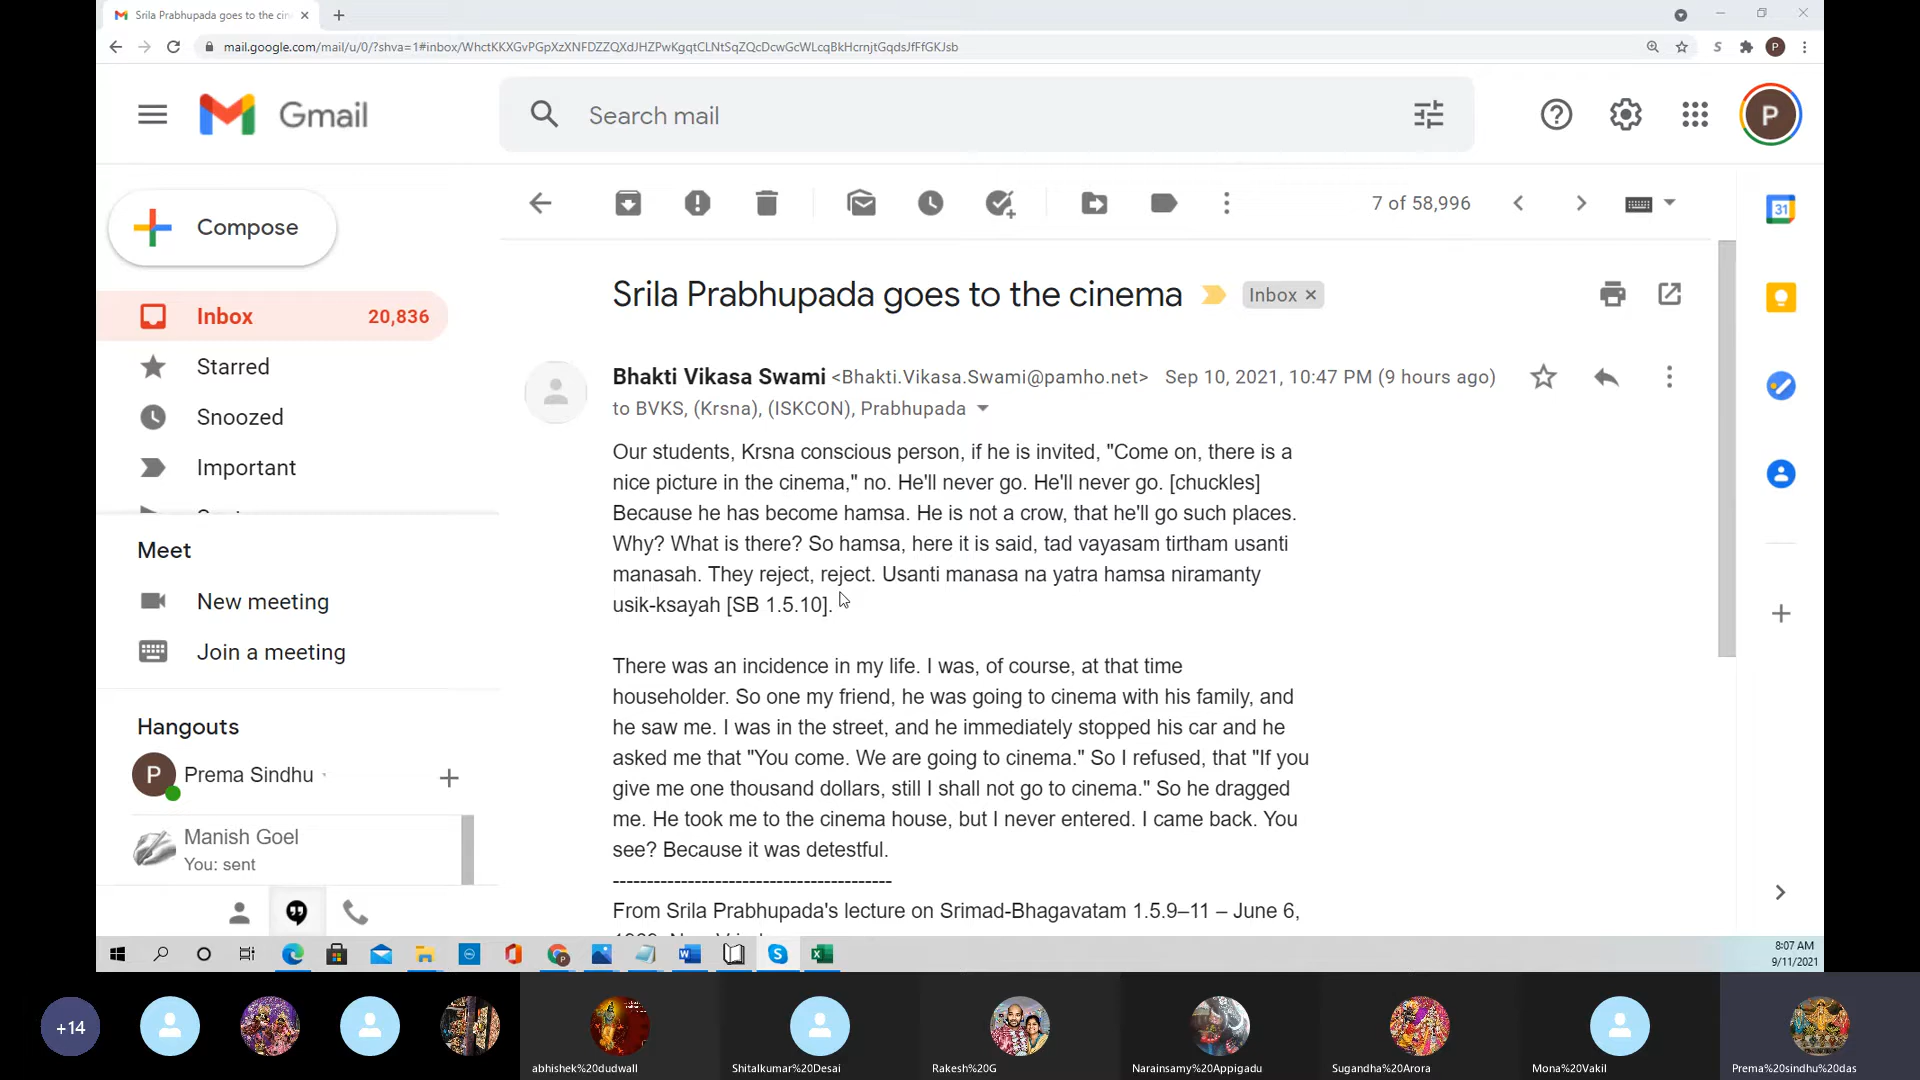 Srila Prabhupada goes to the cin
mail.google.com/mail/u/0/?shva=1#inbox/WhctKKXGvPGpXzXNFDZZQXdJHZPwKgqtCLNtSqZQcDcwGcWLcqBkHcrnjtGqdsJfFfGKJsb
S
P
Gmail
Search mail
P
Compose
7 of 58,996
31
Inbox 20,836
Starred
Snoozed
Important
Meet
New meeting
Join a meeting
Hangouts
P
Prema Sindhu
Manish Goel
You: sent
Srila Prabhupada goes to the cinema
Inbox
Bhakti Vikasa Swami <Bhakti.Vikasa.Swami@pamho.net> Sep 10, 2021, 10:47 PM (9 hours ago)
to BVKS, (Krsna), (ISKCON), Prabhupada
Our students, Krsna conscious person, if he is invited, "Come on, there is a
nice picture in the cinema," no. He'll never go. He'll never go. [chuckles]
Because he has become hamsa. He is not a crow, that he'll go such places.
Why? What is there? So hamsa, here it is said, tad vayasam tirtham usanti
manasah. They reject, reject. Usanti manasa na yatra hamsa niramanty
usik-ksayah [SB 1.5.10].
There was an incidence in my life. I was, of course, at that time
householder. So one my friend, he was going to cinema with his family, and
he saw me. I was in the street, and he immediately stopped his car and he
asked me that "You come. We are going to cinema." So I refused, that "If you
give me one thousand dollars, still I shall not go to cinema." So he dragged
me. He took me to the cinema house, but I never entered. I came back. You
see? Because it was detestful.
----------------------------------------
From Srila Prabhupada's lecture on Srimad-Bhagavatam 1.5.9–11 – June 6,
8:07 AM
9/11/2021
+14
abhishek%20dudwall
Shitalkumar%20Desai
Rakesh%20G
Narainsamy%20Appigadu
Sugandha%20Arora
Mona%20Vakil
Prema%20sindhu%20das